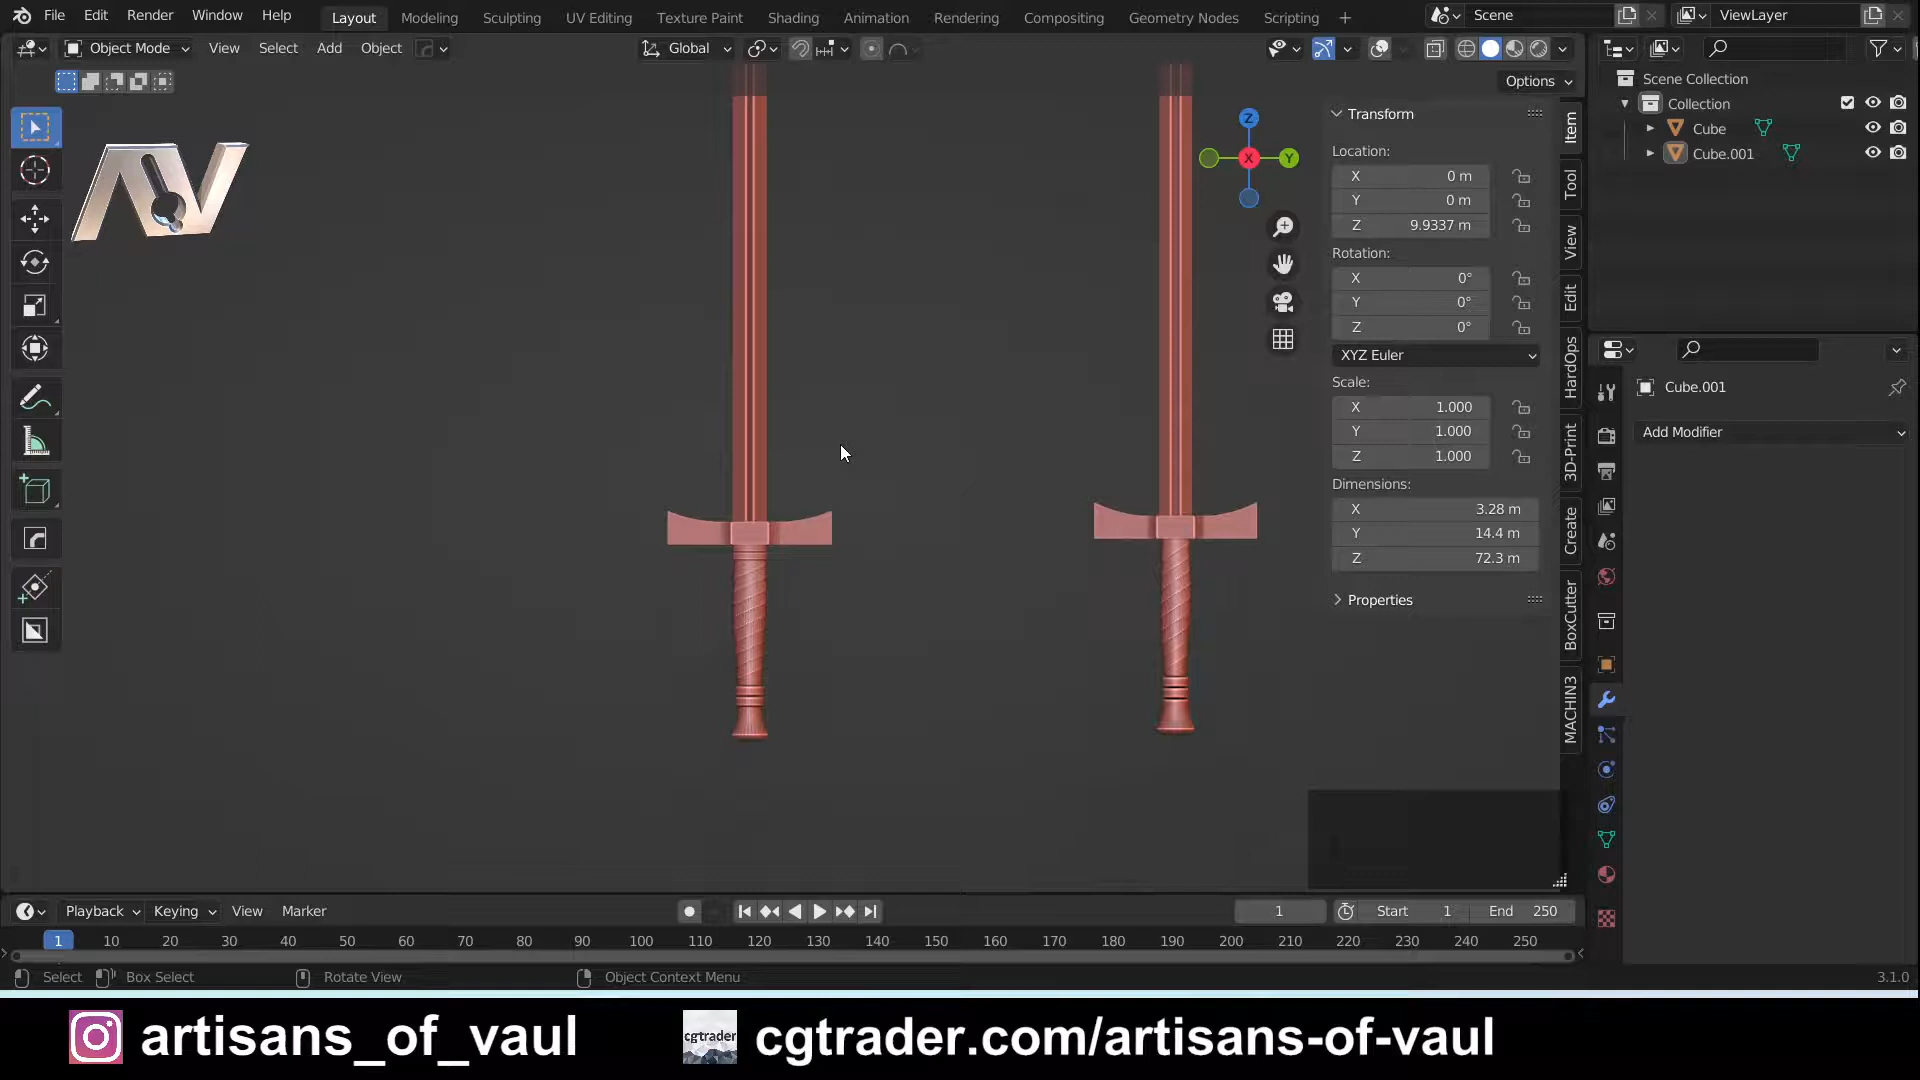 File Edit Render Window Help Layout Modeling Sculpting UV Editing Texture Paint Shading Animation Rendering Compositing Geometry Nodes Scripting + Scene ViewLayer
Object Mode View Select Add Object Global
Options
Scene Collection
Collection
Cube
Cube.001
AV
Z
Y
X
Transform
Location:
X 0 m
Y 0 m
Z 9.9337 m
Rotation:
X 0°
Y 0°
Z 0°
XYZ Euler
Scale:
X 1.000
Y 1.000
Z 1.000
Dimensions:
X 3.28 m
Y 14.4 m
Z 72.3 m
Properties
Item
Tool
View
Edit
HardOps
3D-Print
Create
BoxCutter
MACHIN3
Cube.001
Add Modifier
Playback Keying View Marker 1 Start 1 End 250
1 10 20 30 40 50 60 70 80 90 100 110 120 130 140 150 160 170 180 190 200 210 220 230 240 250
Select Box Select Rotate View Object Context Menu 3.1.0
artisans_of_vaul cgtrader cgtrader.com/artisans-of-vaul